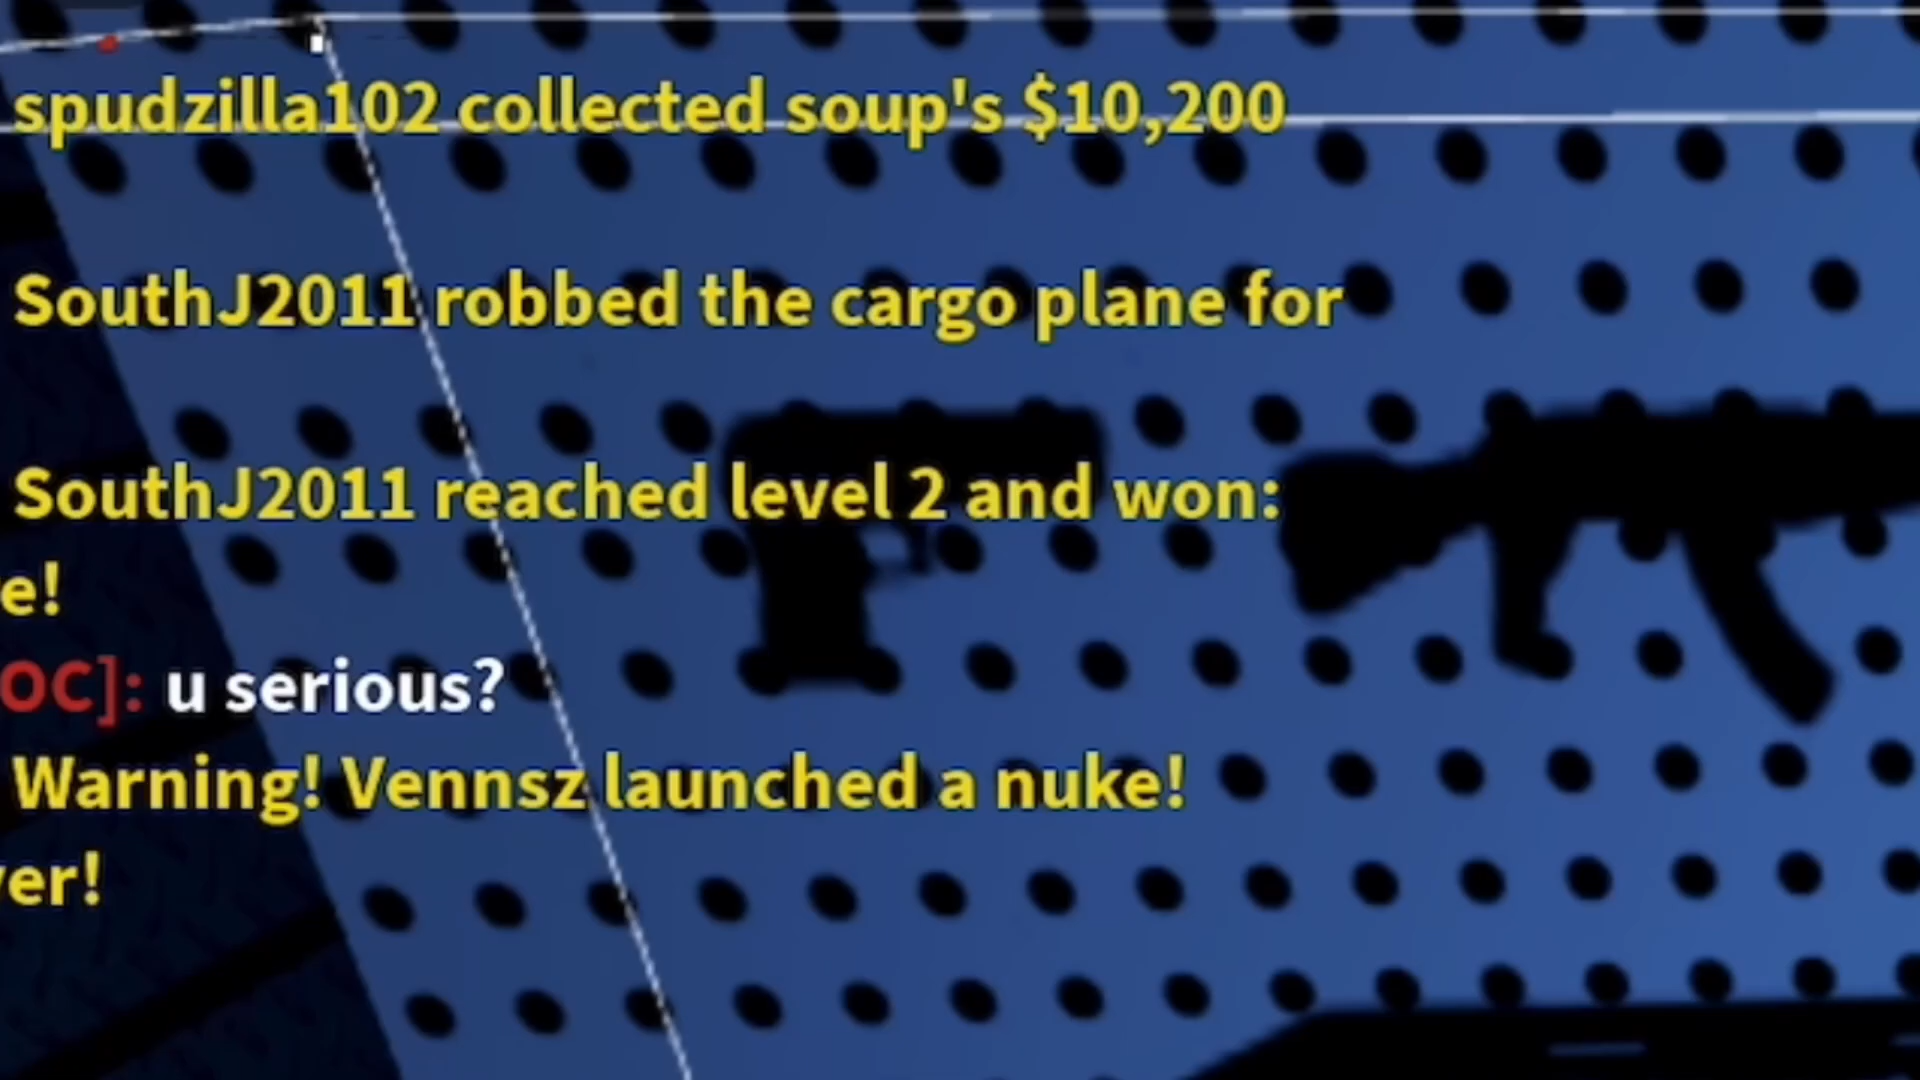 spudzilla102 collected soup's $10,200
SouthJ2011 robbed the cargo plane for
SouthJ2011 reached level 2 and won:
e!
OC]: u serious?
Warning! Vennsz launched a nuke!
ver!